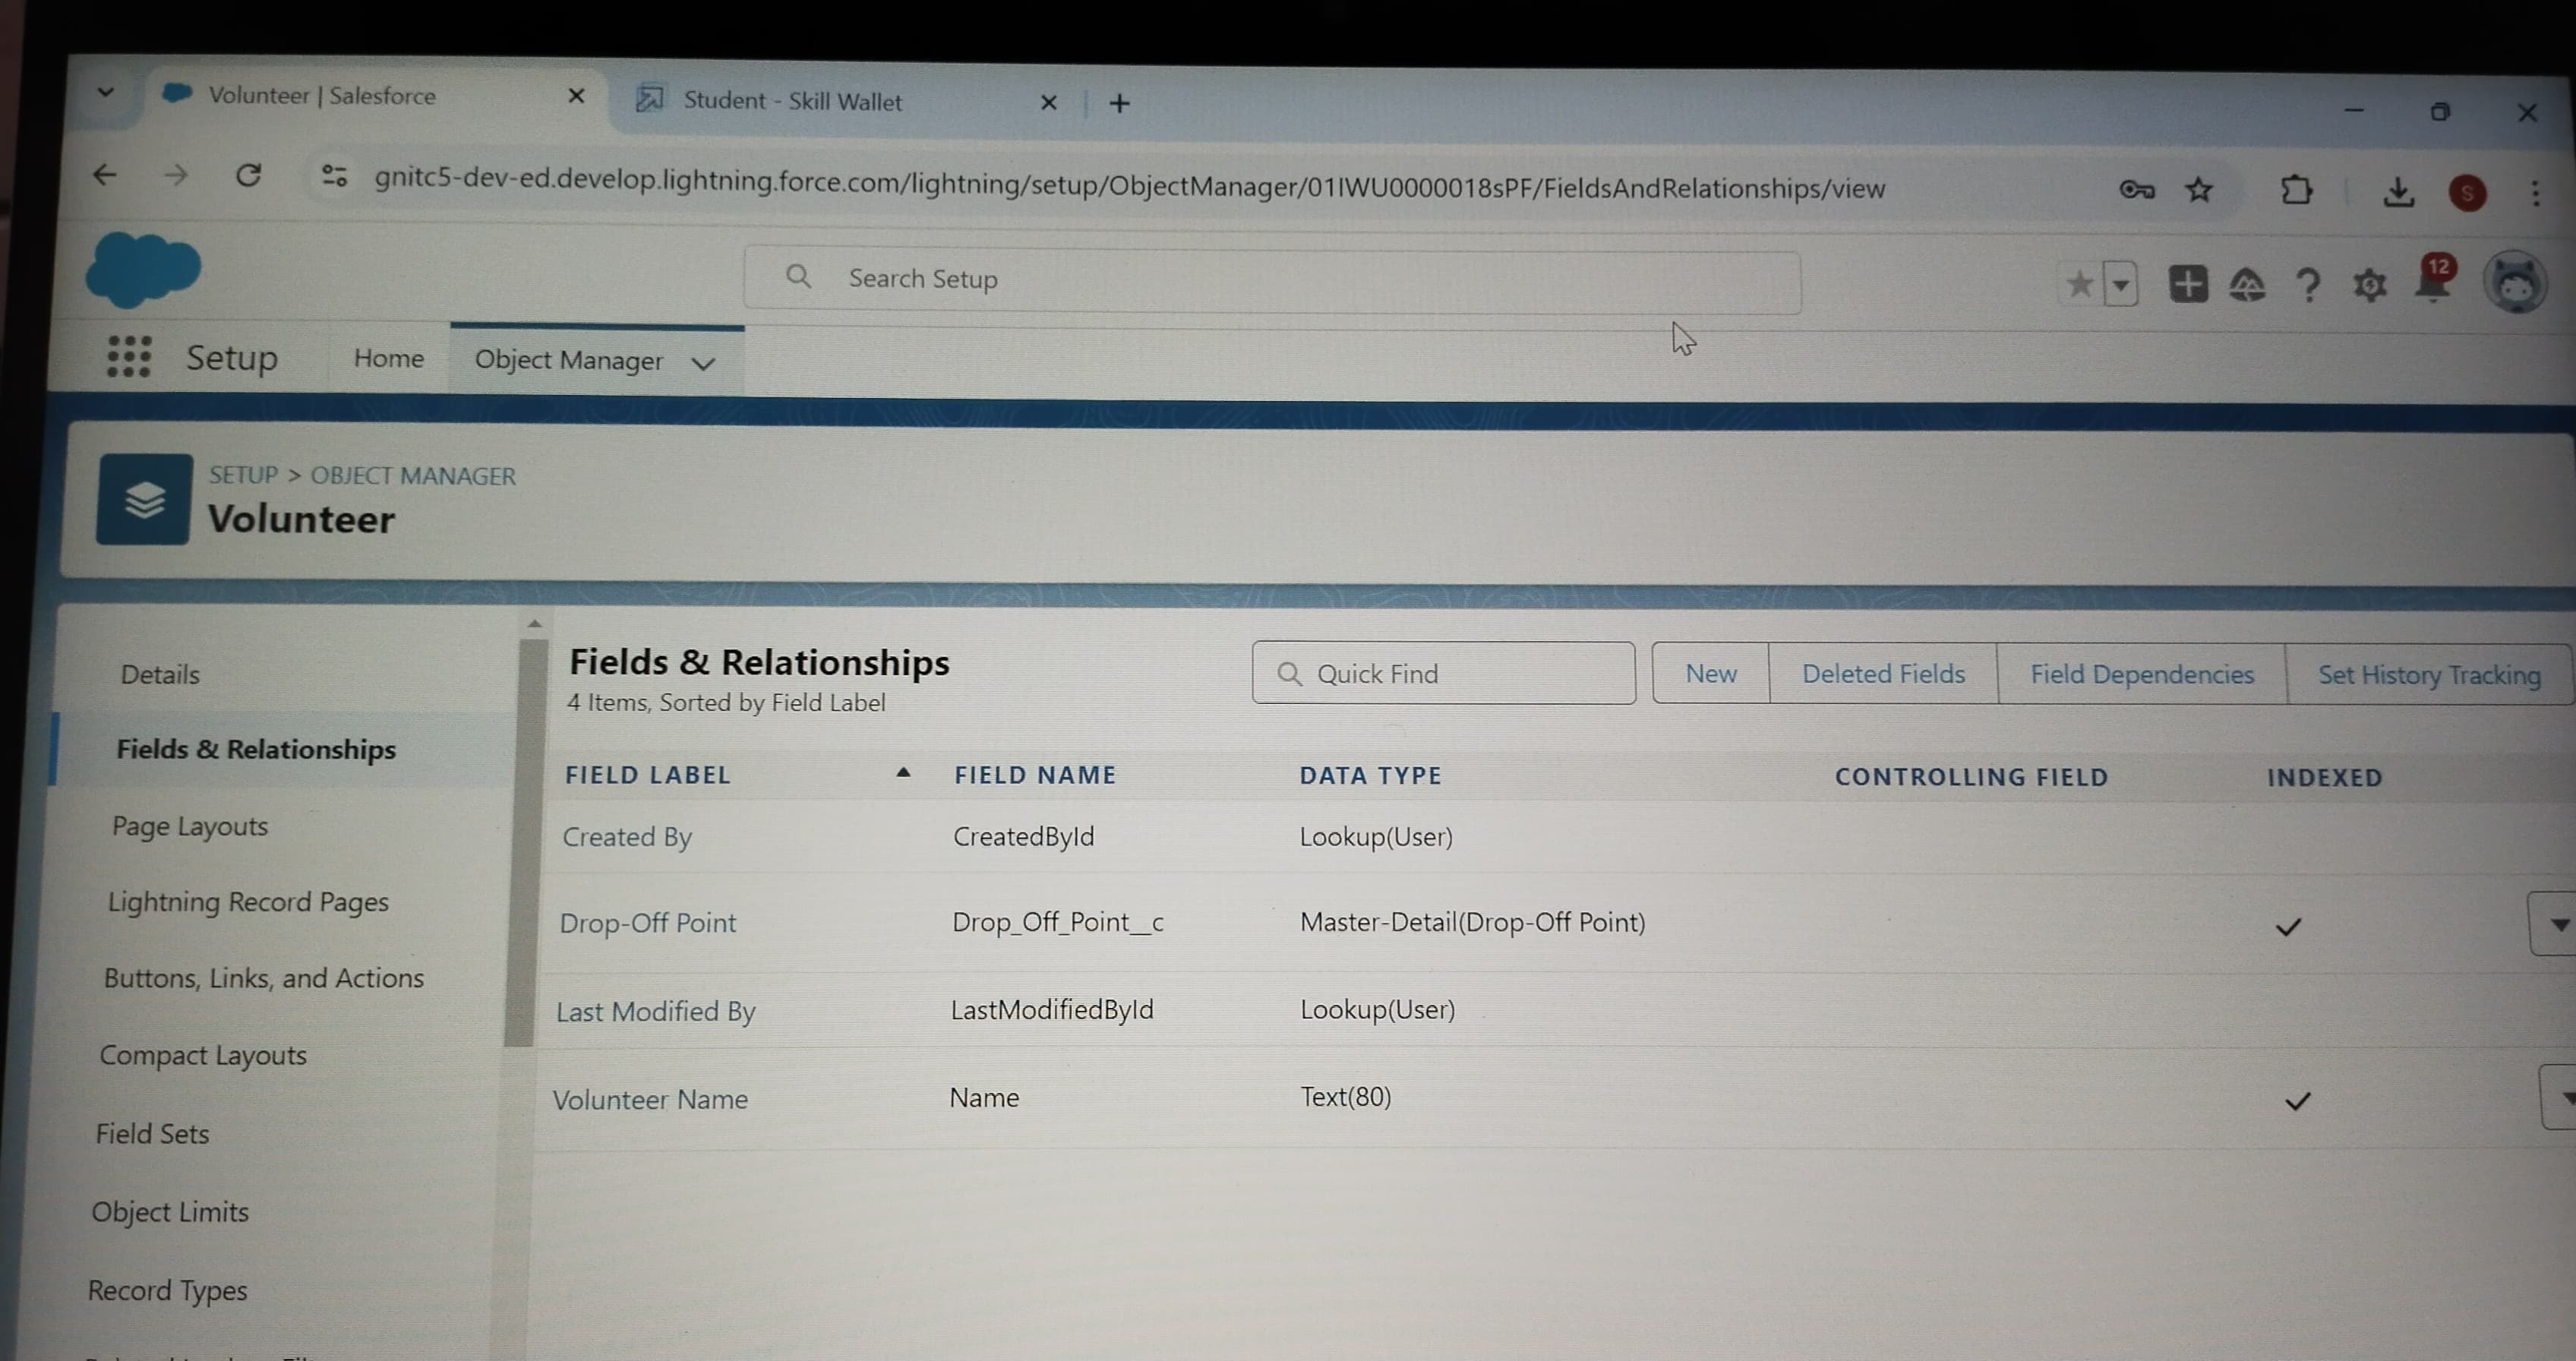 Volunteer | Salesforce
Student - Skill Wallet
gnitc5-dev-ed.develop.lightning.force.com/lightning/setup/ObjectManager/01IWU0000018sPF/FieldsAndRelationships/view
S
Search Setup
12
Setup
Home
Object Manager
SETUP > OBJECT MANAGER
Volunteer
Details
Fields & Relationships
Page Layouts
Lightning Record Pages
Buttons, Links, and Actions
Compact Layouts
Field Sets
Object Limits
Record Types
Fields & Relationships
4 Items, Sorted by Field Label
Quick Find
New
Deleted Fields
Field Dependencies
Set History Tracking
FIELD LABEL FIELD NAME DATA TYPE CONTROLLING FIELD INDEXED
Created By CreatedById Lookup(User)
Drop-Off Point Drop_Off_Point__c Master-Detail(Drop-Off Point)
Last Modified By LastModifiedById Lookup(User)
Volunteer Name Name Text(80)